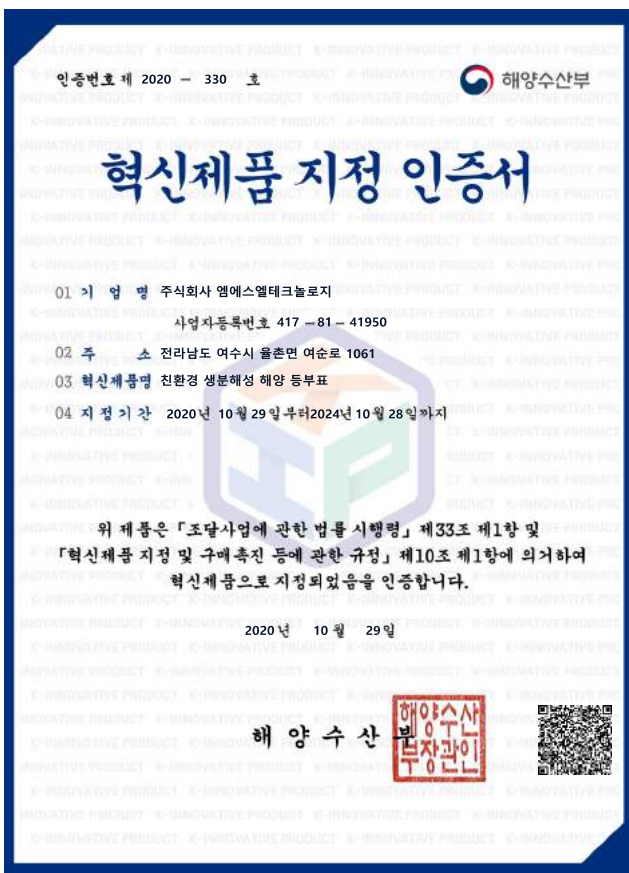 인증번호 제 2020 - 330 호
해양수산부
혁신제품 지정 인증서
01 기 업 명 주식회사 엠에스엘테크놀로지
사업자등록번호 417 - 81 - 41950
02 주 소 전라남도 여수시 율촌면 여순로 1061
03 혁신제품명 친환경 생분해성 해양 등부표
04 지정기간 2020년 10월 29일부터2024년 10월 28일까지
위 제품은 「조달사업에 관한 법률 시행령」 제33조 제1항 및
「혁신제품 지정 및 구매촉진 등에 관한 규정」 제10조 제1항에 의거하여
혁신제품으로 지정되었음을 인증합니다.
2020년 10월 29일
해 양 수 산 부
해양수산
부장관인